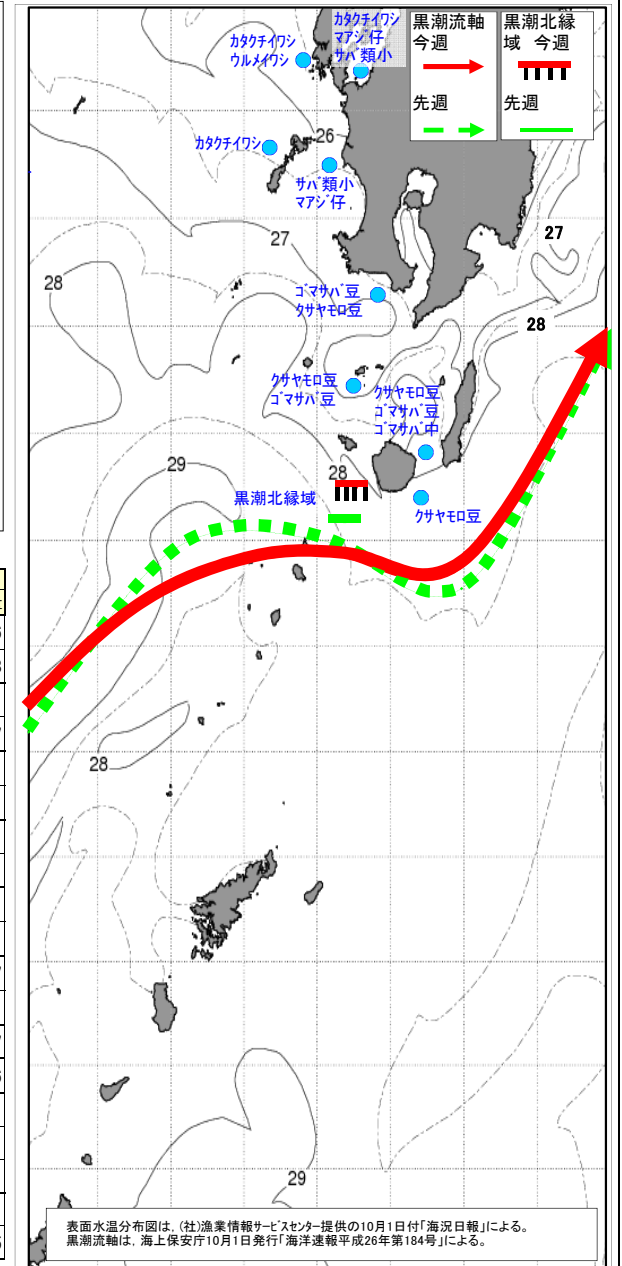 カタクチイワシ
ウルメイワシ
カタクチイワシ
マアジ仔
サバ類小
黒潮流軸
今週
先週
黒潮北縁
域 今週
先週
カタクチイワシ
26
サバ類小
マアジ仔
27
27
28
ゴマサバ豆
クサヤモロ豆
28
クサヤモロ豆
ゴマサバ豆
クサヤモロ豆
ゴマサバ豆
ゴマサバ中
29
28
黒潮北縁域
クサヤモロ豆
28
29
表面水温分布図は，(社)漁業情報サービスセンター提供の10月1日付「海況日報」による。
黒潮流軸は，海上保安庁10月1日発行「海洋速報平成26年第184号」による。